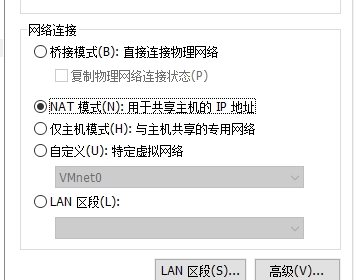 网络连接
桥接模式(B): 直接连接物理网络
复制物理网络连接状态(P)
NAT 模式(N): 用于共享主机的 IP 地址
仅主机模式(H): 与主机共享的专用网络
自定义(U): 特定虚拟网络
VMnet0
LAN 区段(L):
LAN 区段(S)... 高级(V)...